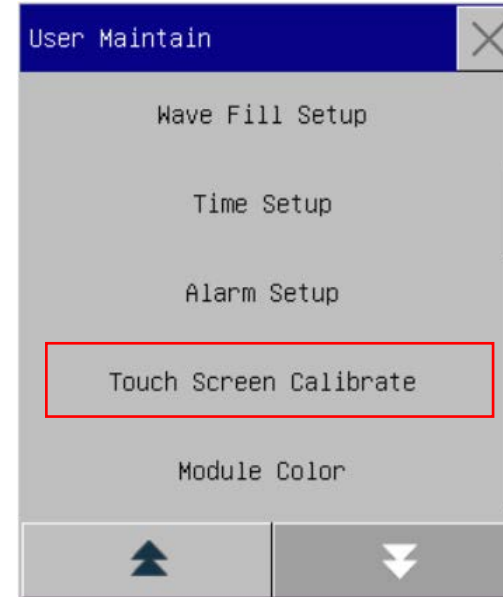 User Maintain
Wave Fill Setup
Time Setup
Alarm Setup
Touch Screen Calibrate
Module Color